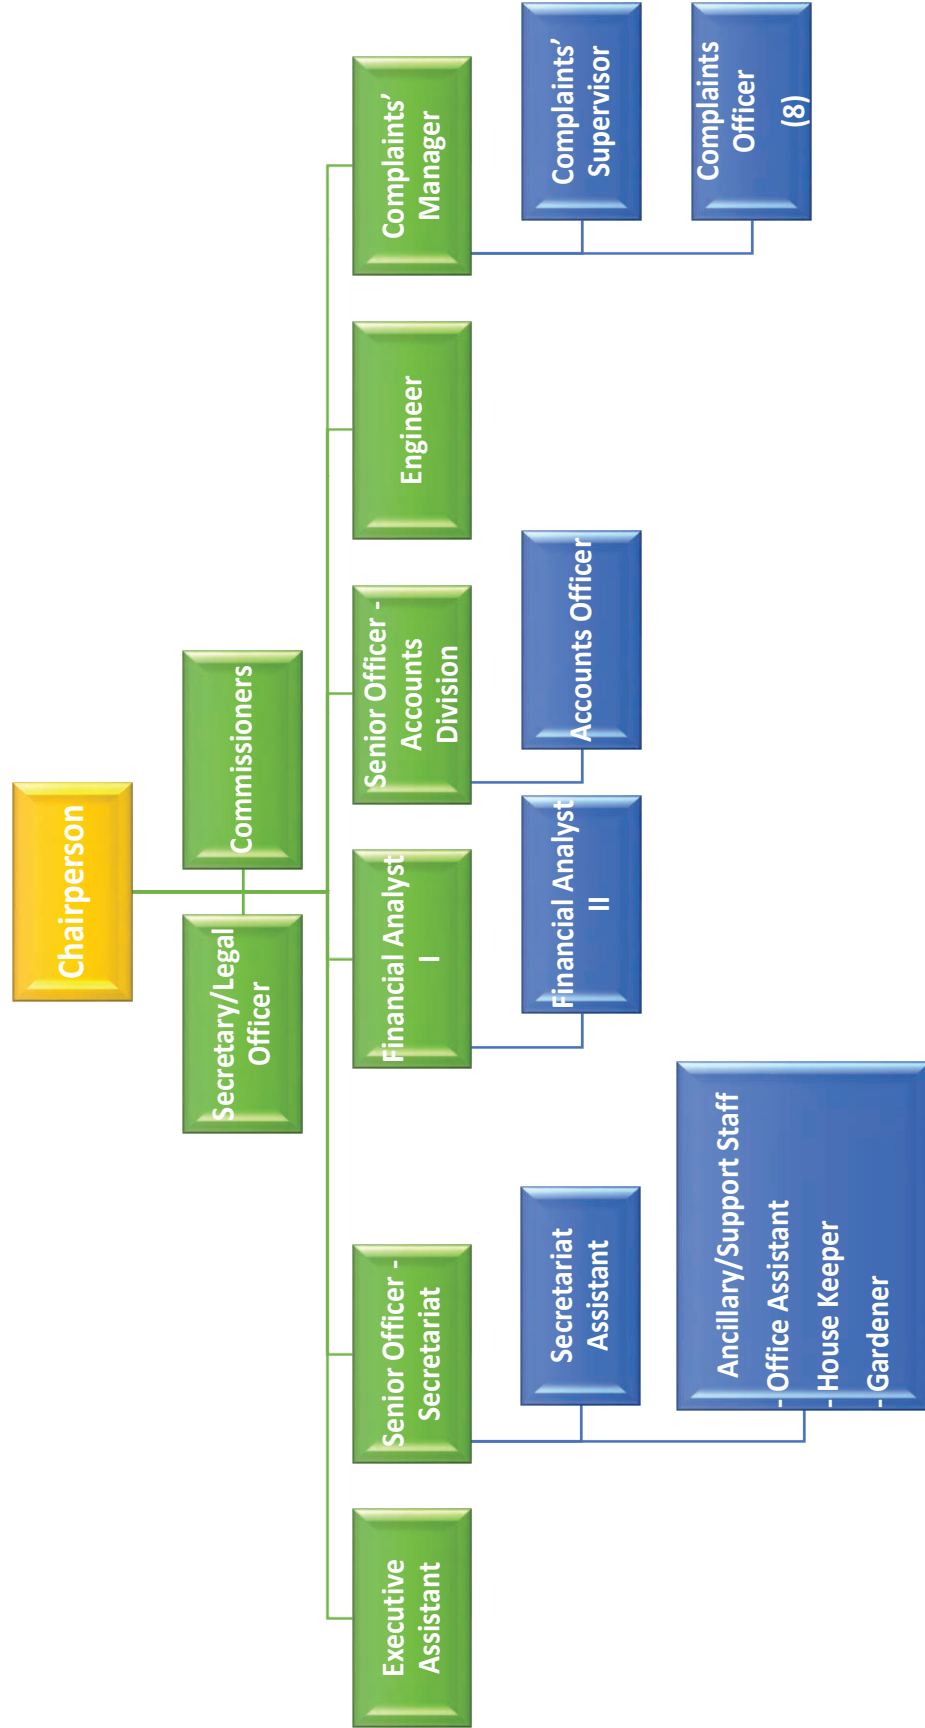 Chairperson
Secretary/Legal
Officer
Commissioners
Executive
Assistant
Senior Officer -
Secretariat
Financial Analyst
I
Senior Officer -
Accounts
Division
Engineer
Complaints'
Manager
Secretariat
Assistant
Financial Analyst
II
Accounts Officer
Complaints'
Supervisor
Ancillary/Support Staff
- Office Assistant
- House Keeper
- Gardener
Complaints
Officer
(8)